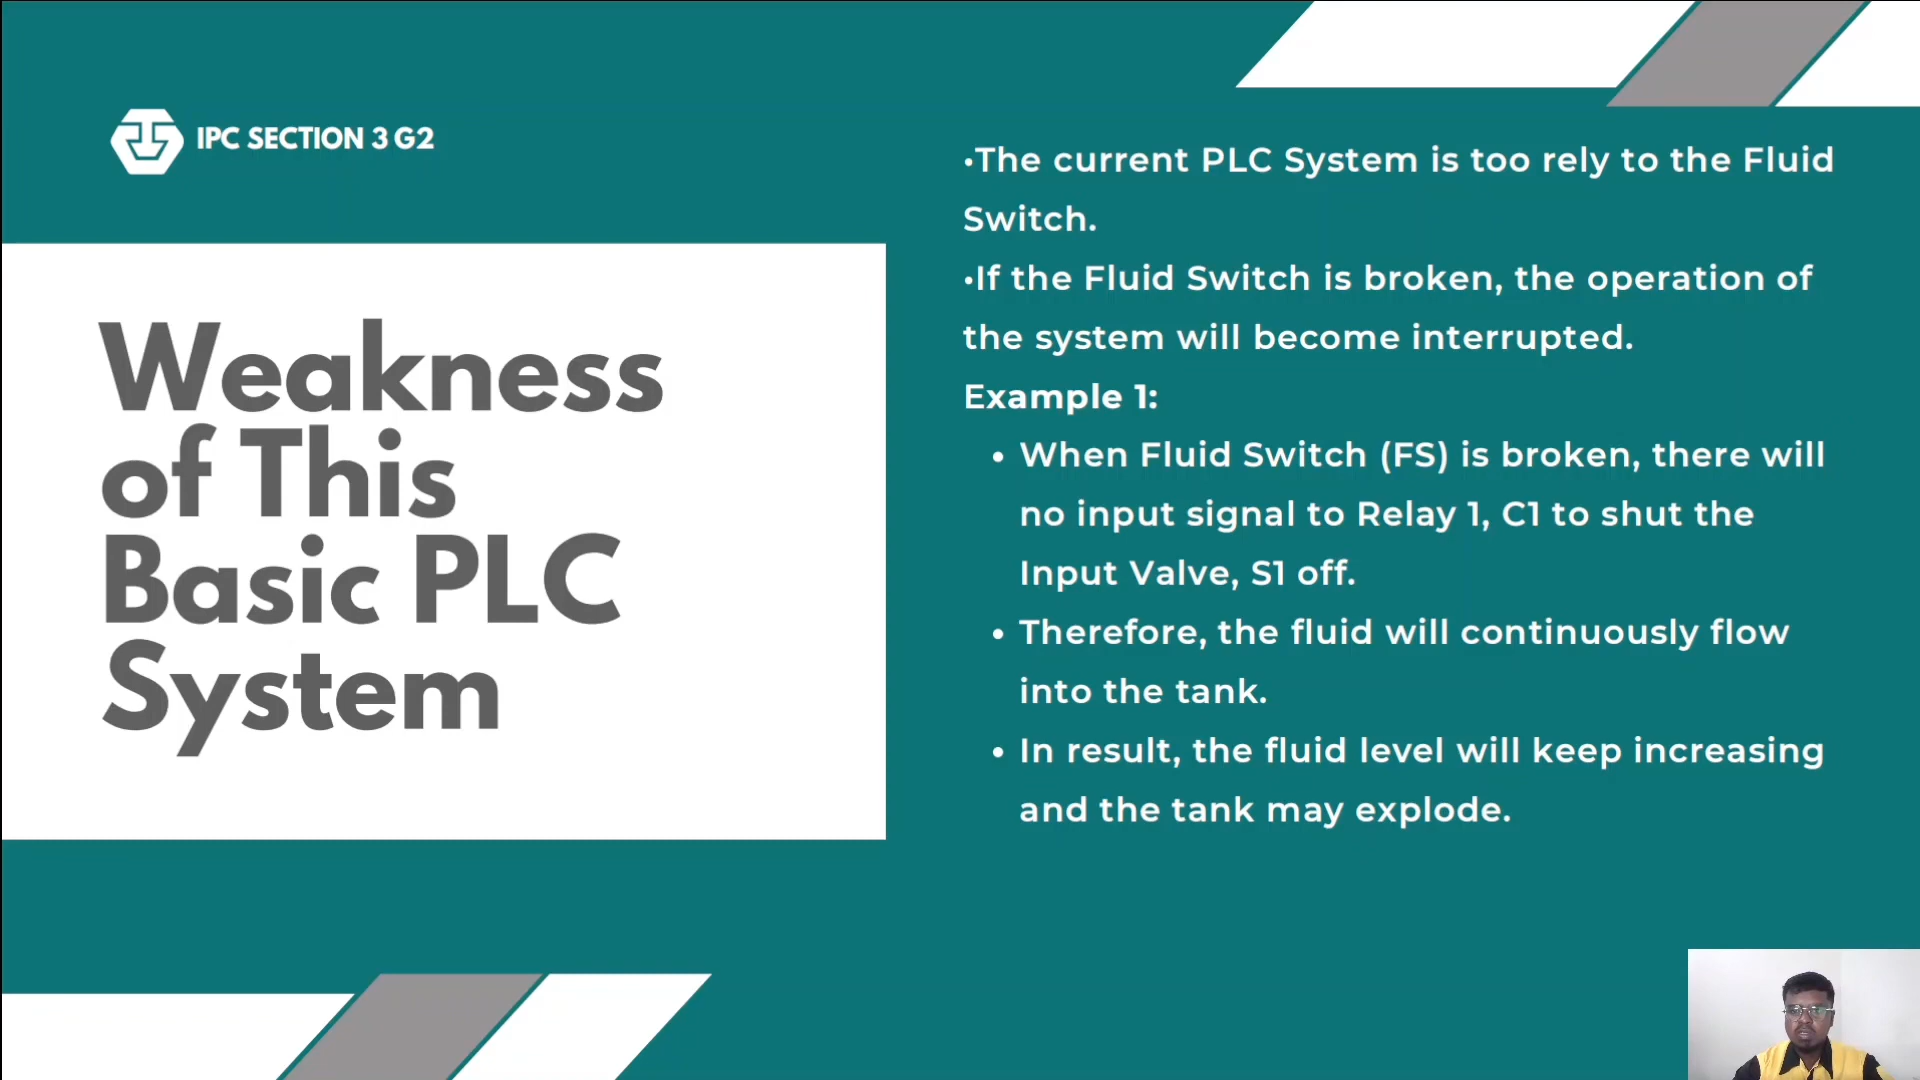 IPC SECTION 3 G2
Weakness
of This
Basic PLC
System
•The current PLC System is too rely to the Fluid
Switch.
•If the Fluid Switch is broken, the operation of
the system will become interrupted.
Example 1:
• When Fluid Switch (FS) is broken, there will
no input signal to Relay 1, C1 to shut the
Input Valve, S1 off.
• Therefore, the fluid will continuously flow
into the tank.
• In result, the fluid level will keep increasing
and the tank may explode.